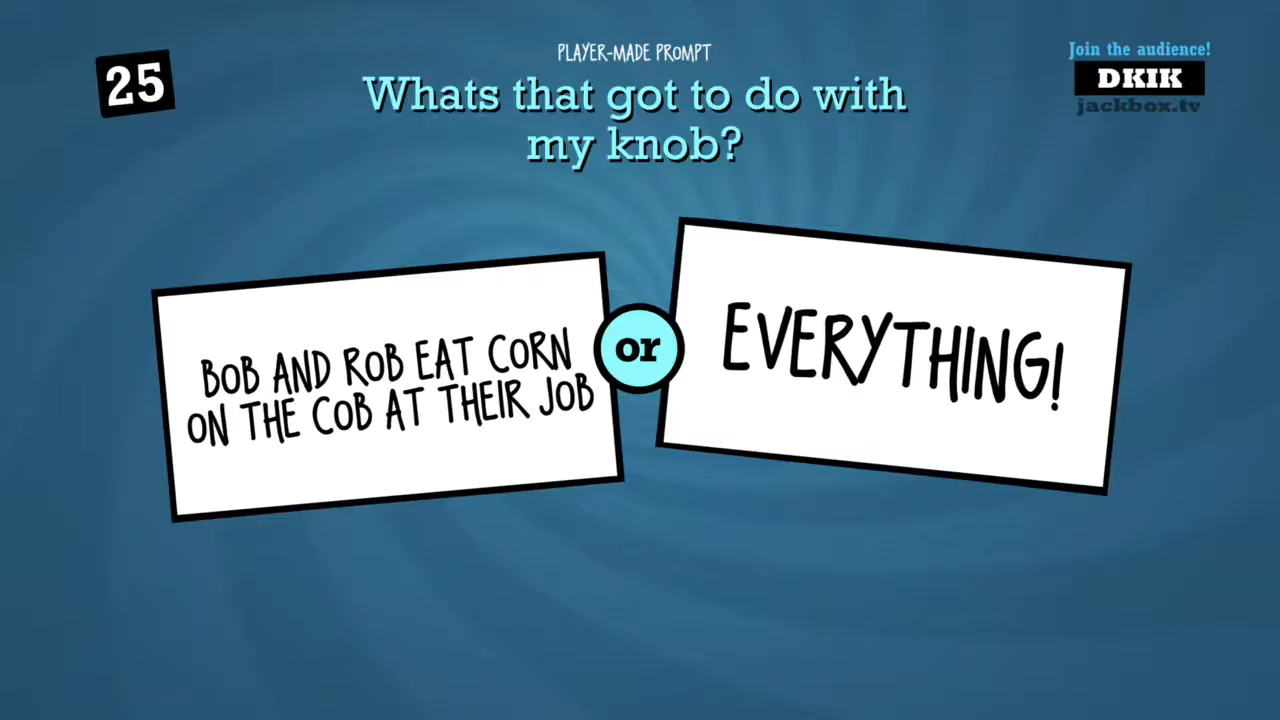 25
PLAYER-MADE PROMPT
Whats that got to do with
my knob?
Join the audience!
DKIK
jackbox.tv
BOB AND ROB EAT CORN
ON THE COB AT THEIR JOB
or
EVERYTHING!